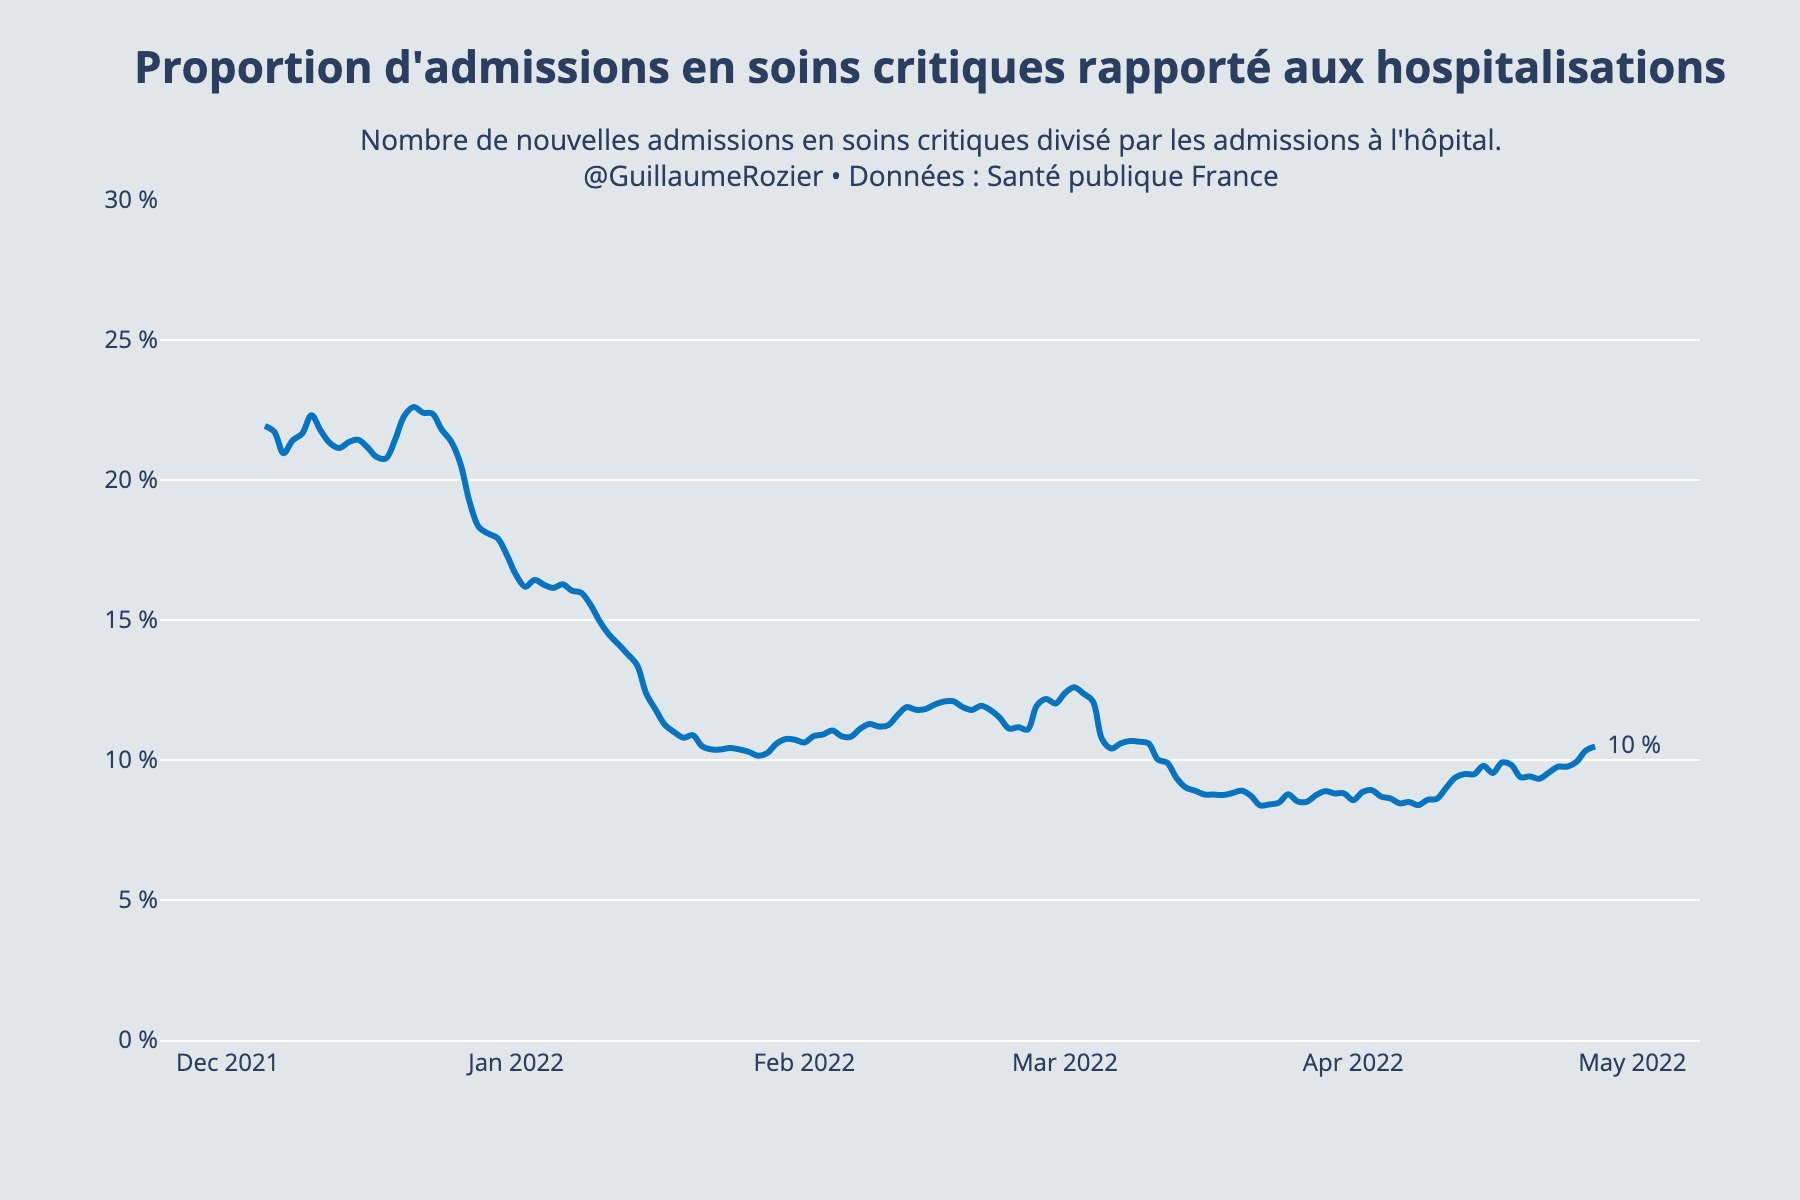 Proportion d'admissions en soins critiques rapporté aux hospitalisations
Nombre de nouvelles admissions en soins critiques divisé par les admissions à l'hôpital.
@GuillaumeRozier • Données : Santé publique France
30 %
25 %
20 %
15 %
10 %
10 %
5 %
0 %
Dec 2021 Jan 2022 Feb 2022 Mar 2022 Apr 2022 May 2022